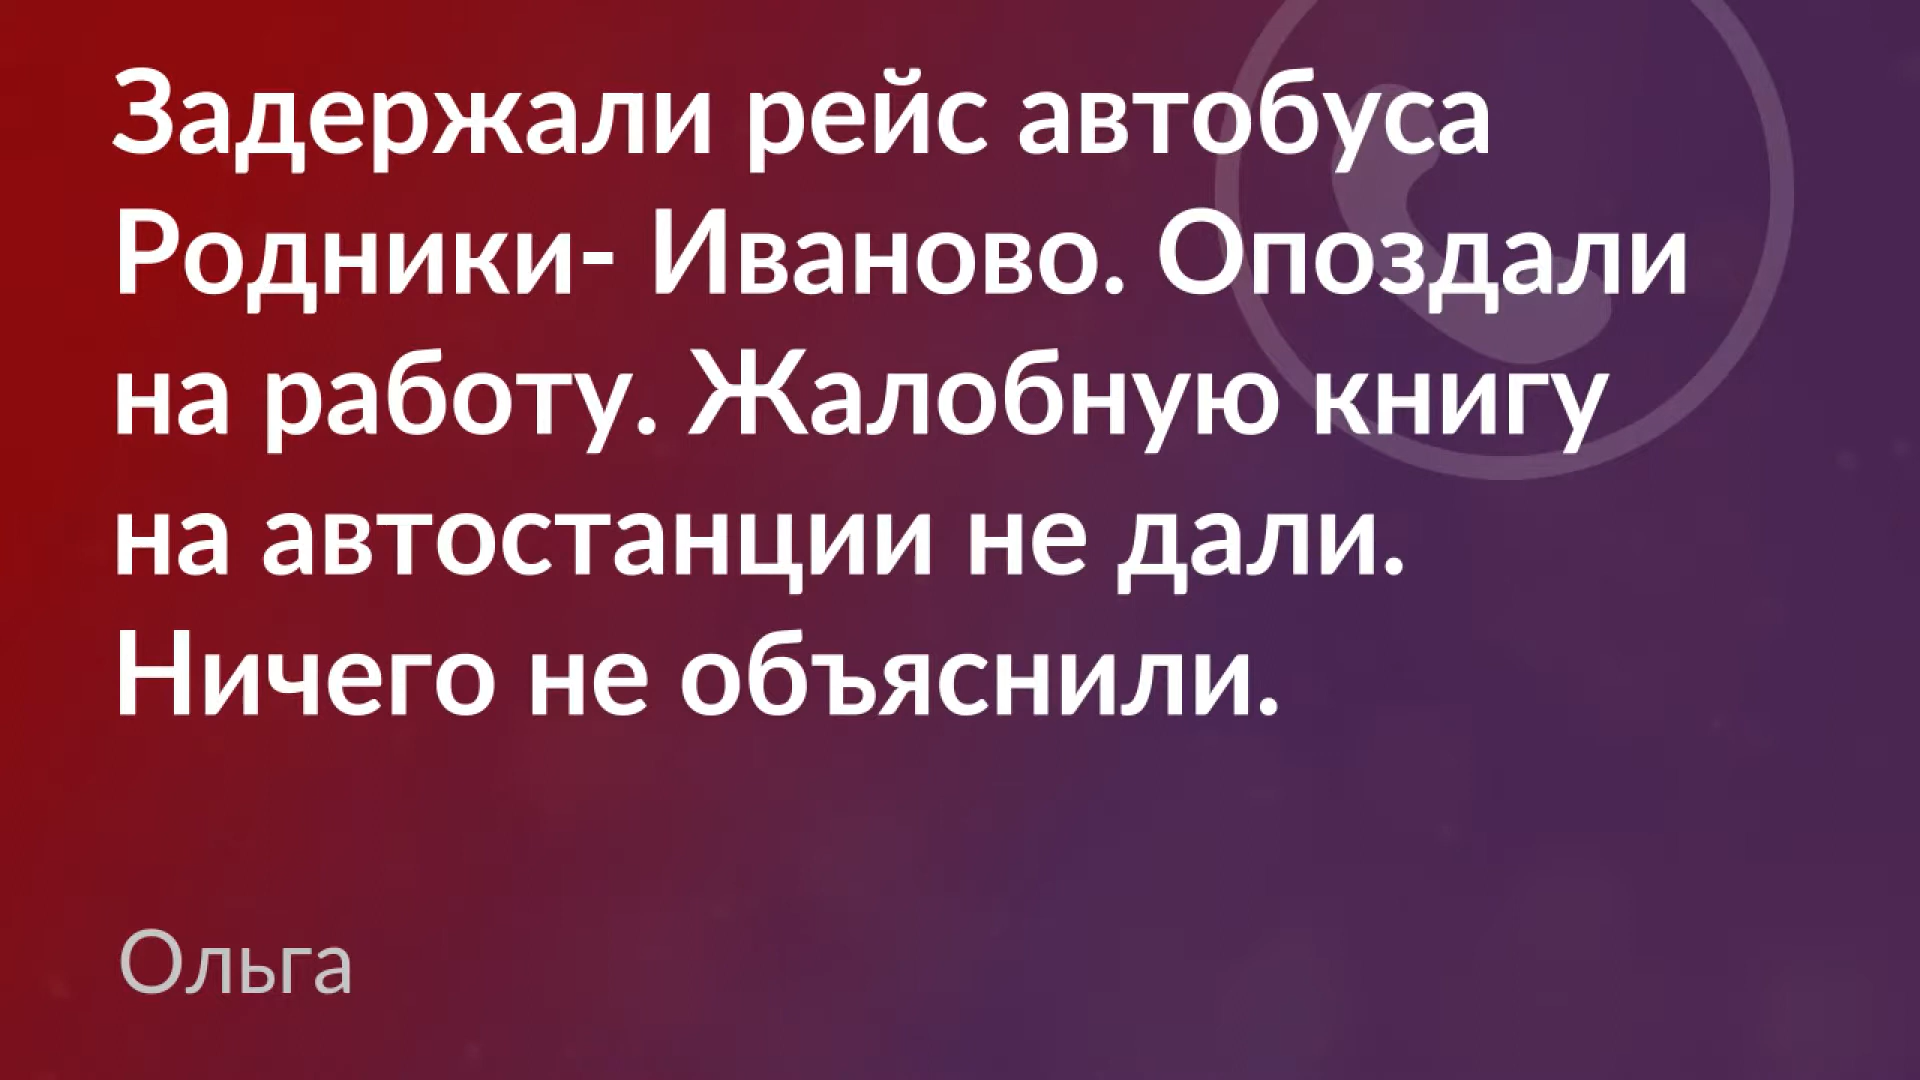 Задержали рейс автобуса
Родники- Иваново. Опоздали
на работу. Жалобную книгу
на автостанции не дали.
Ничего не объяснили.
Ольга